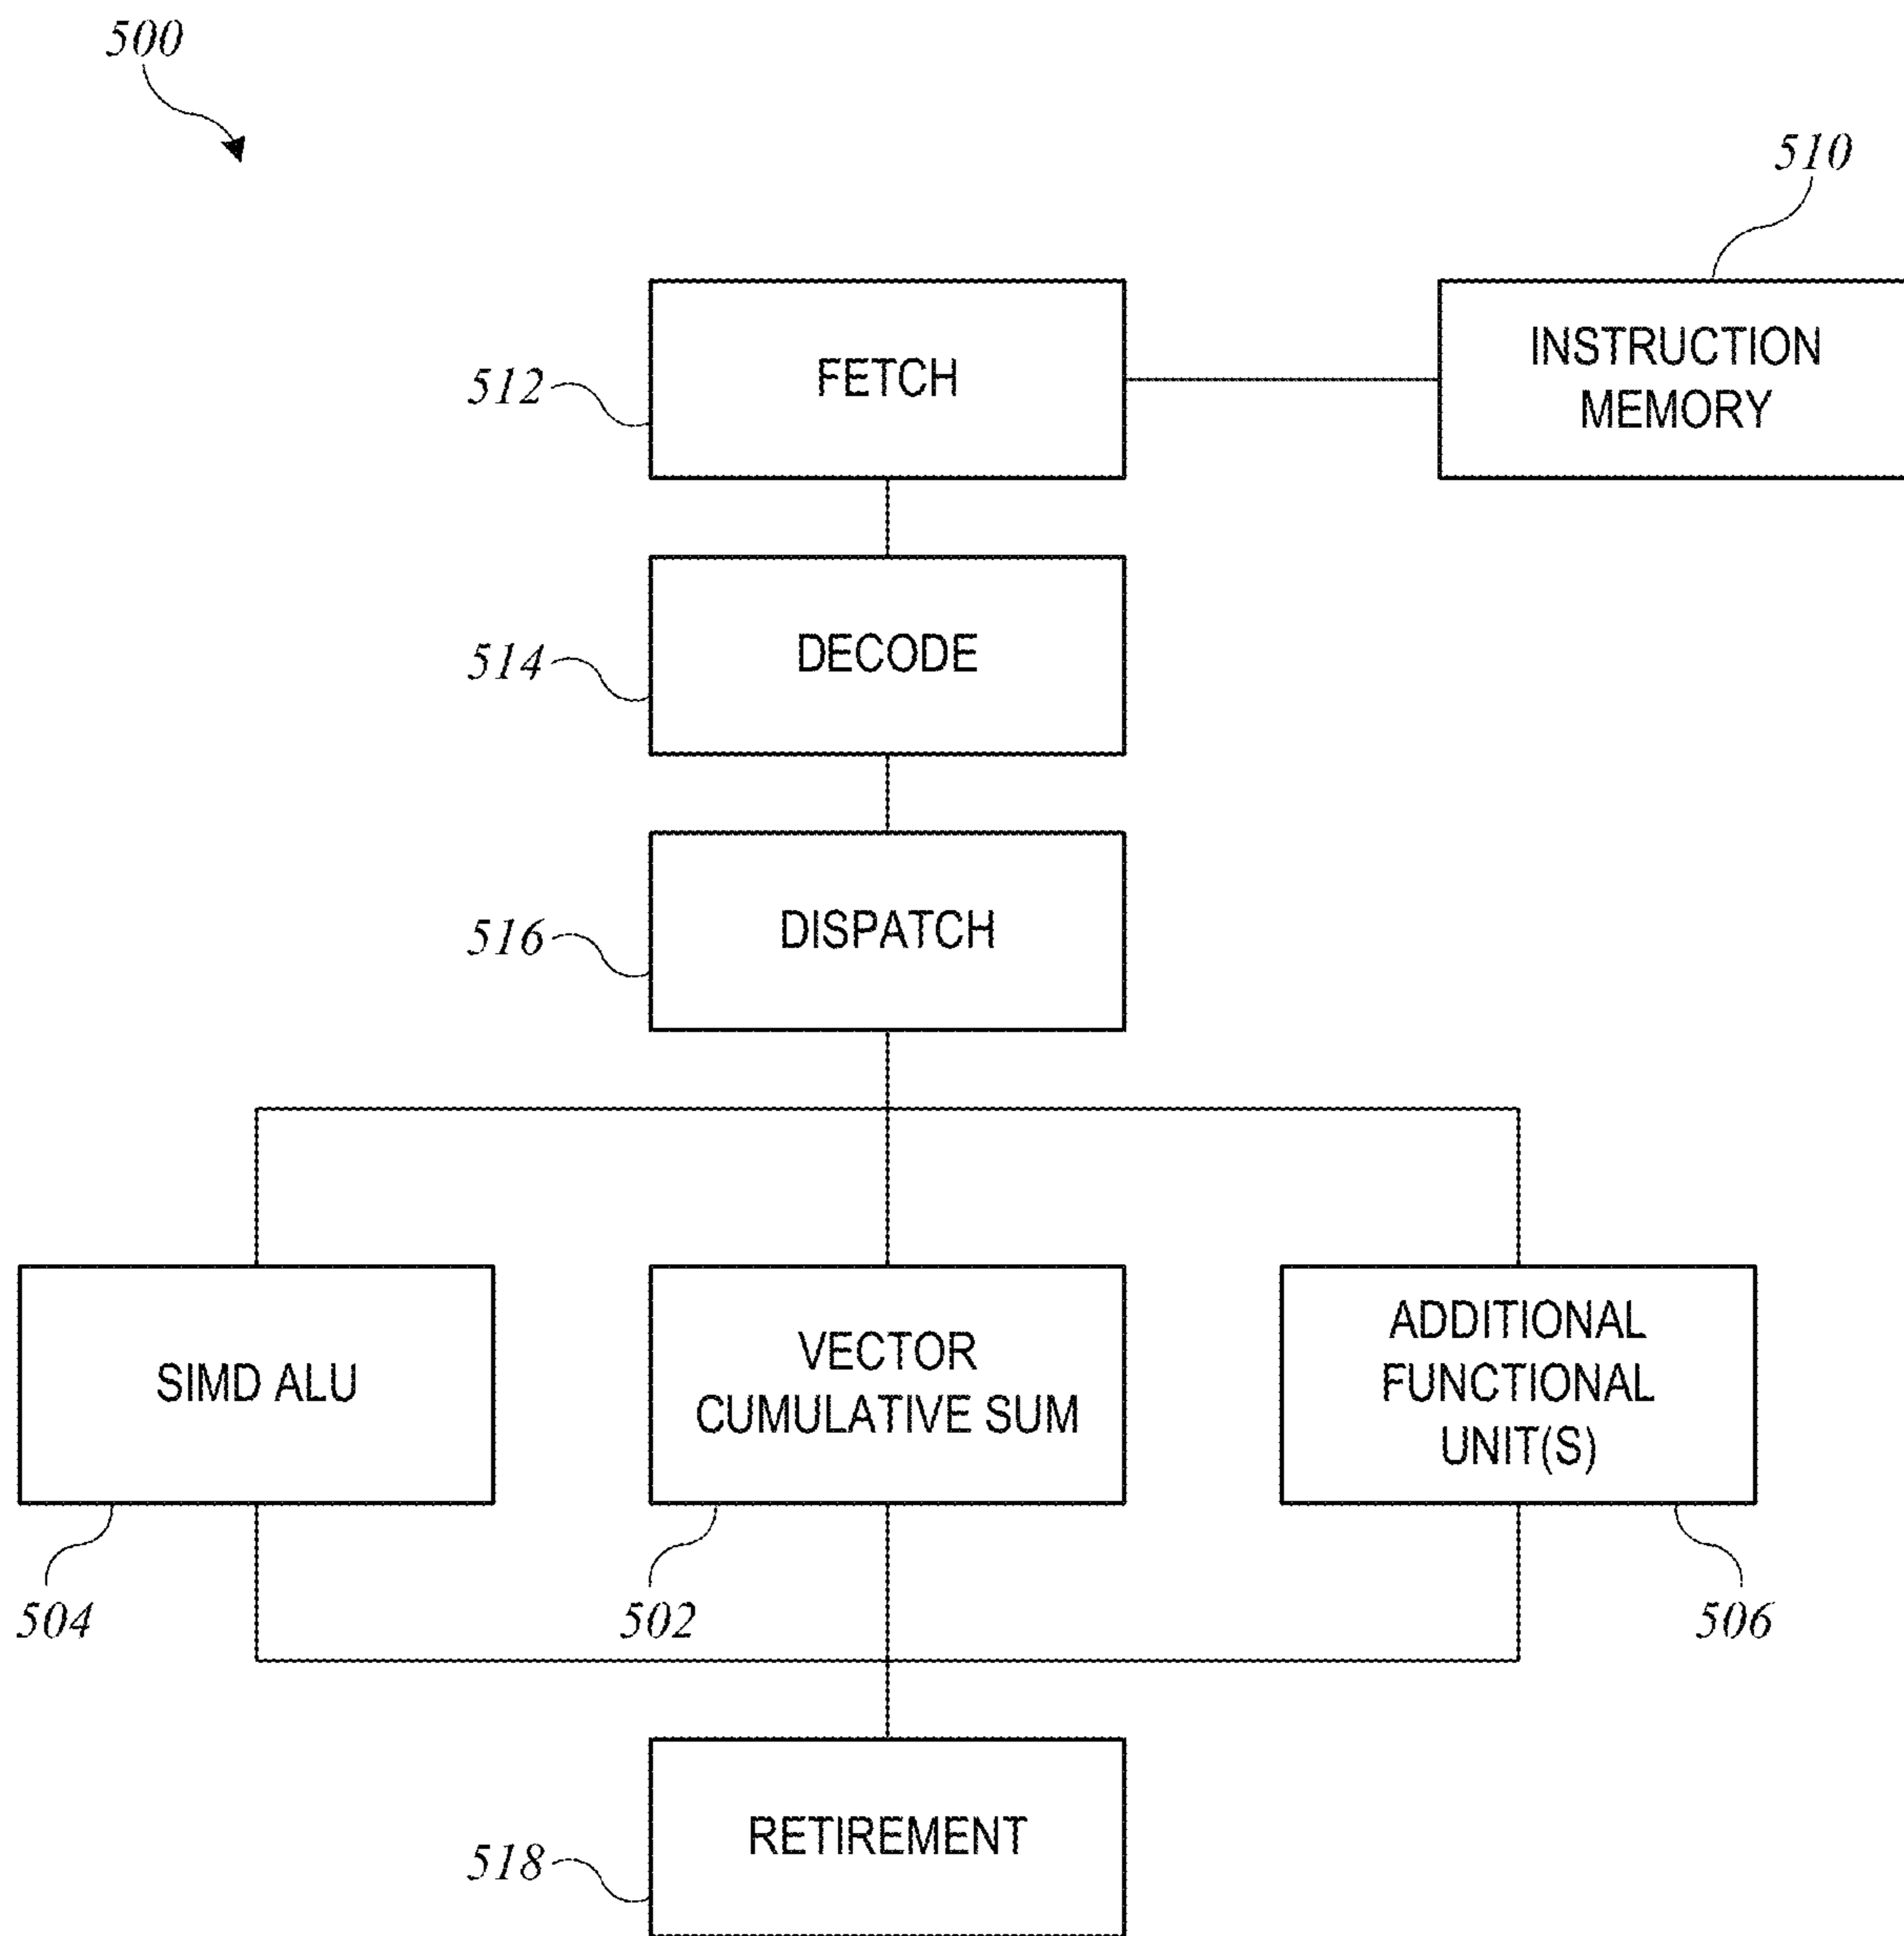 500
510
FETCH
INSTRUCTION
MEMORY
512
DECODE
514
DISPATCH
516
SIMD ALU
VECTOR
CUMULATIVE SUM
ADDITIONAL
FUNCTIONAL
UNIT(S)
504
502
506
RETIREMENT
518